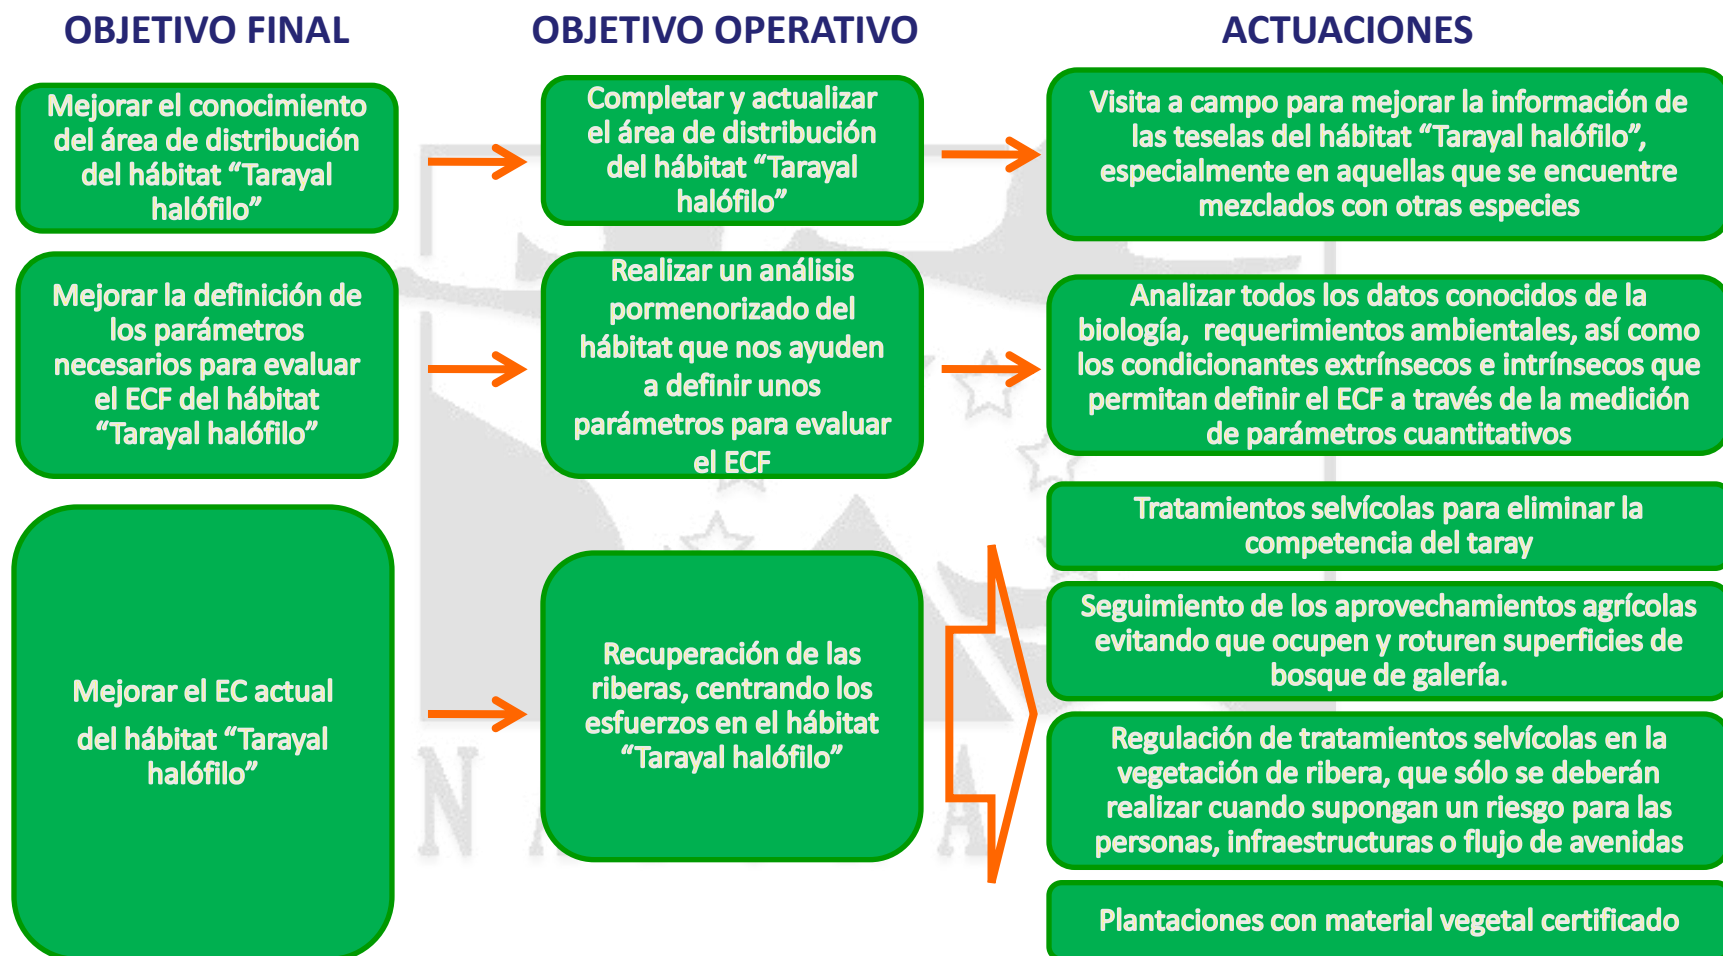 OBJETIVO FINAL
OBJETIVO OPERATIVO
ACTUACIONES
Mejorar el conocimiento
del área de distribución
del hábitat “Tarayal
halófilo”
Completar y actualizar
el área de distribución
del hábitat “Tarayal
halófilo”
Visita a campo para mejorar la información de
las teselas del hábitat “Tarayal halófilo”,
especialmente en aquellas que se encuentre
mezclados con otras especies
Mejorar la definición de
los parámetros
necesarios para evaluar
el ECF del hábitat
“Tarayal halófilo”
Realizar un análisis
pormenorizado del
hábitat que nos ayuden
a definir unos
parámetros para evaluar
el ECF
Analizar todos los datos conocidos de la
biología, requerimientos ambientales, así como
los condicionantes extrínsecos e intrínsecos que
permitan definir el ECF a través de la medición
de parámetros cuantitativos
Mejorar el EC actual
del hábitat “Tarayal
halófilo”
Recuperación de las
riberas, centrando los
esfuerzos en el hábitat
“Tarayal halófilo”
Tratamientos selvícolas para eliminar la
competencia del taray
Seguimiento de los aprovechamientos agrícolas
evitando que ocupen y roturen superficies de
bosque de galería.
Regulación de tratamientos selvícolas en la
vegetación de ribera, que sólo se deberán
realizar cuando supongan un riesgo para las
personas, infraestructuras o flujo de avenidas
Plantaciones con material vegetal certificado